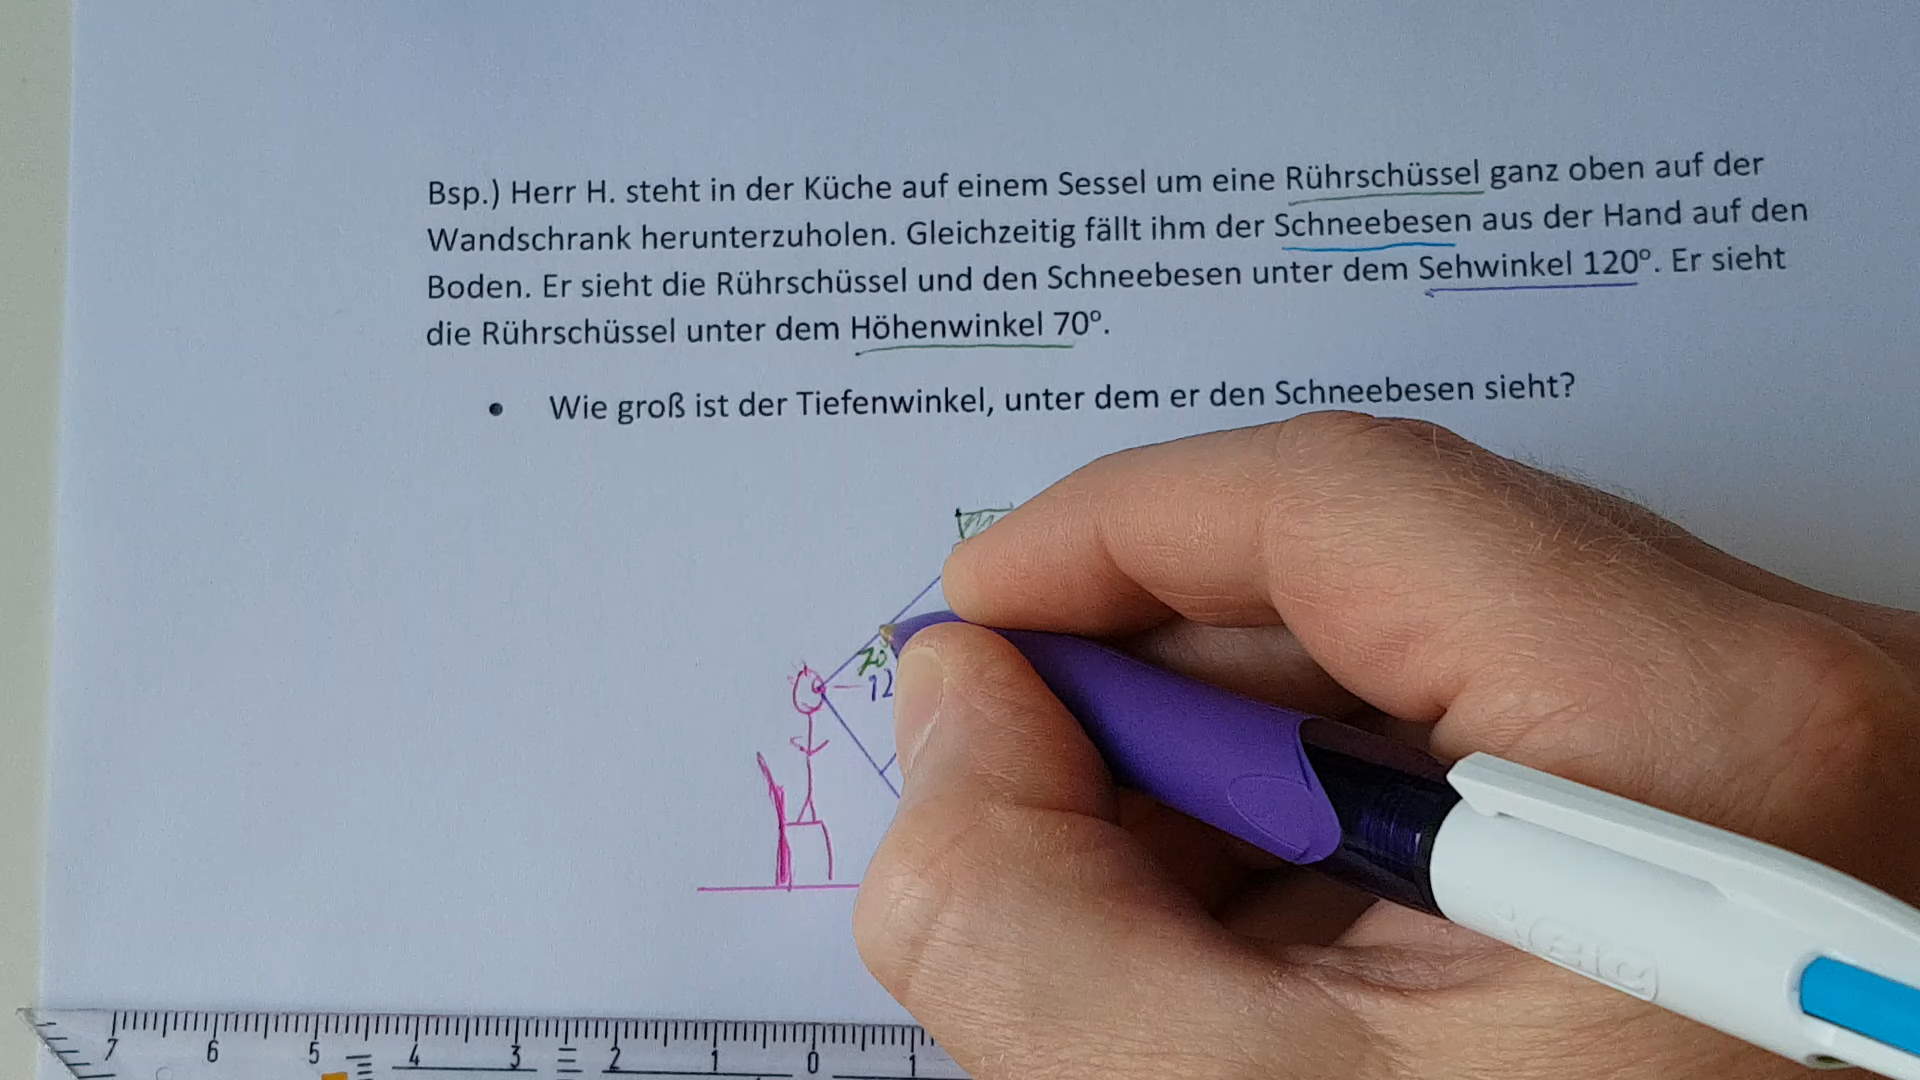 Bsp.) Herr H. steht in der Küche auf einem Sessel um eine Rührschüssel ganz oben auf der
Wandschrank herunterzuholen. Gleichzeitig fällt ihm der Schneebesen aus der Hand auf den
Boden. Er sieht die Rührschüssel und den Schneebesen unter dem Sehwinkel 120°. Er sieht
die Rührschüssel unter dem Höhenwinkel 70°.
• Wie groß ist der Tiefenwinkel, unter dem er den Schneebesen sieht?
70
12
7 6 5 4 3 2 1 0 1